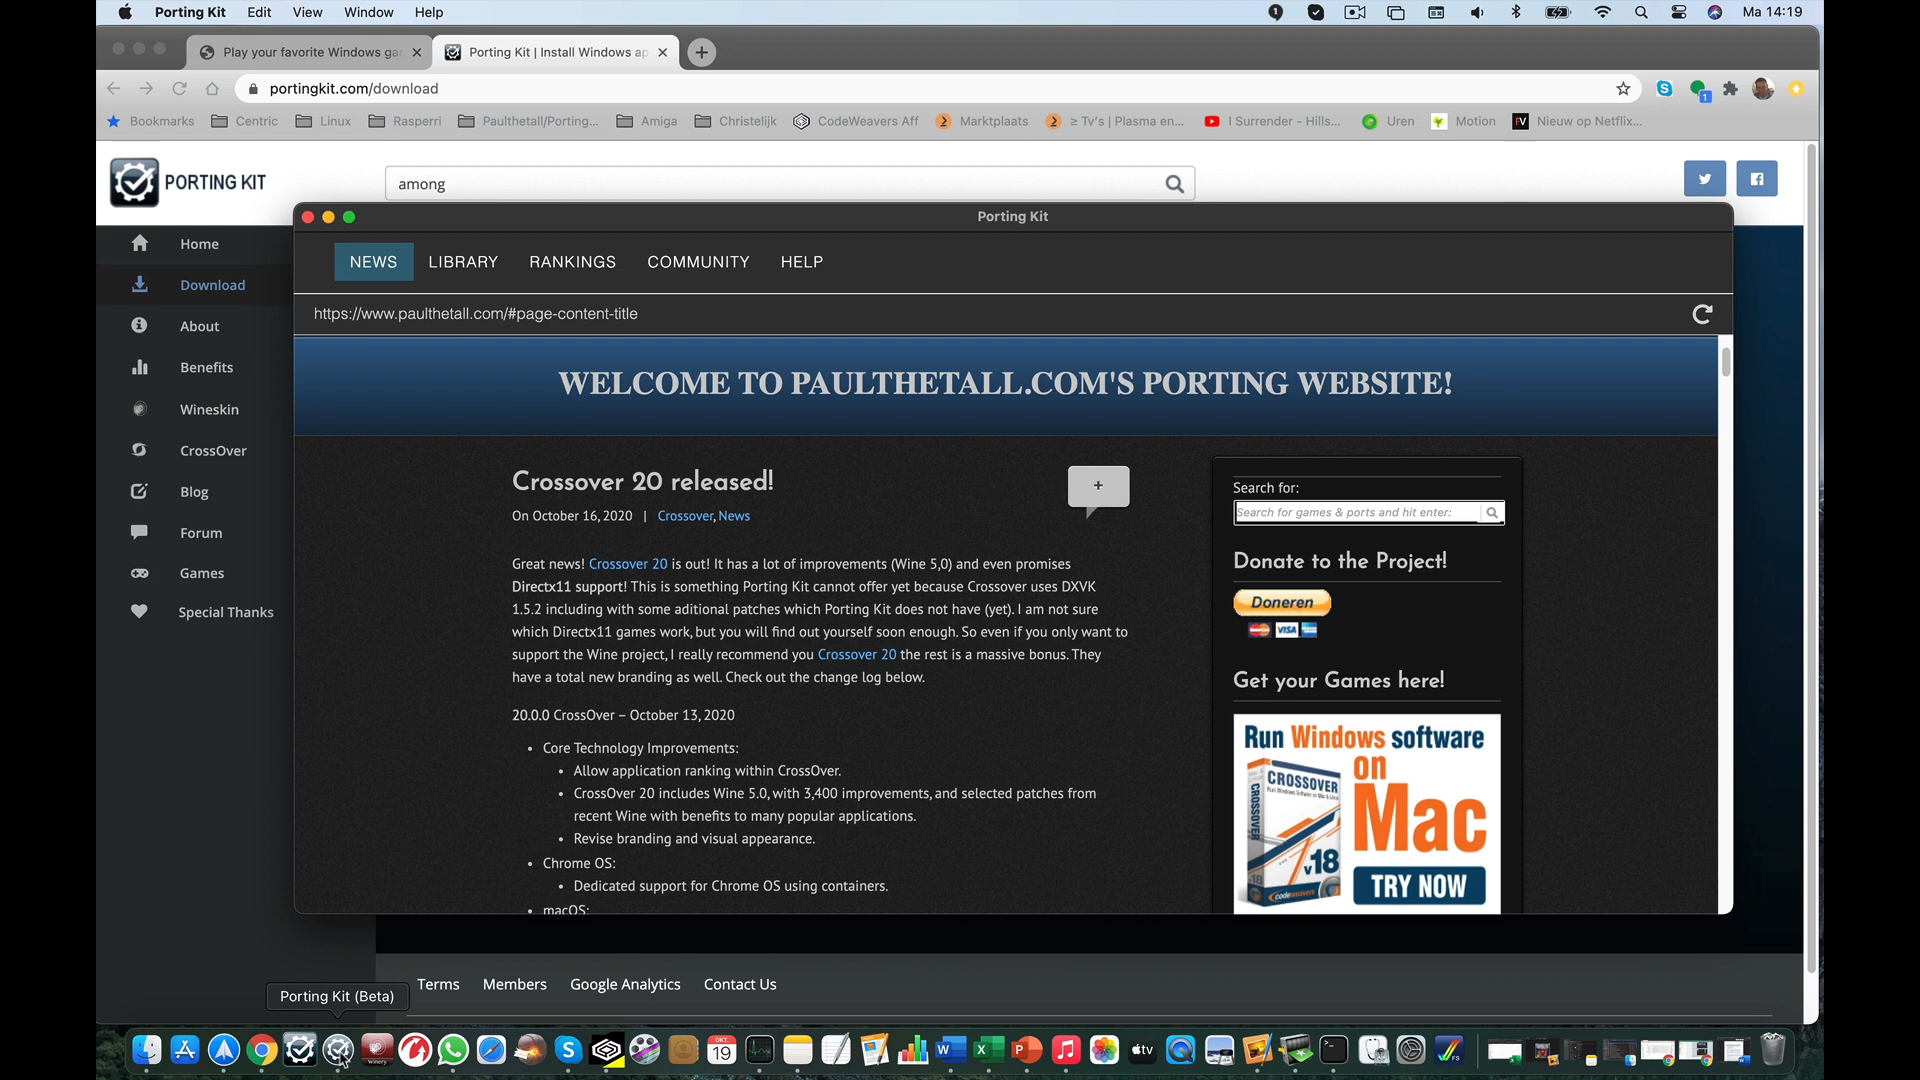 Porting Kit Edit View Window Help Ma 14:19
Play your favorite Windows gar Porting Kit | Install Windows ap
portingkit.com/download
Bookmarks Centric Linux Rasperri Paulthetall/Porting... Amiga Christelijk CodeWeavers Aff Marktplaats ≥ Tv's | Plasma en... I Surrender - Hills... Uren Motion Nieuw op Netflix...
PORTING KIT among
Home
Download
About
Benefits
Wineskin
CrossOver
Blog
Forum
Games
Special Thanks
Porting Kit
NEWS LIBRARY RANKINGS COMMUNITY HELP
https://www.paulthetall.com/#page-content-title
WELCOME TO PAULTHETALL.COM'S PORTING WEBSITE!
Crossover 20 released!
+
On October 16, 2020 | Crossover, News
Great news! Crossover 20 is out! It has a lot of improvements (Wine 5,0) and even promises
Directx11 support! This is something Porting Kit cannot offer yet because Crossover uses DXVK
1.5.2 including with some aditional patches which Porting Kit does not have (yet). I am not sure
which Directx11 games work, but you will find out yourself soon enough. So even if you only want to
support the Wine project, I really recommend you Crossover 20 the rest is a massive bonus. They
have a total new branding as well. Check out the change log below.
20.0.0 CrossOver – October 13, 2020
• Core Technology Improvements:
• Allow application ranking within CrossOver.
• CrossOver 20 includes Wine 5.0, with 3,400 improvements, and selected patches from
recent Wine with benefits to many popular applications.
• Revise branding and visual appearance.
• Chrome OS:
• Dedicated support for Chrome OS using containers.
• macOS:
Search for:
Search for games & ports and hit enter:
Donate to the Project!
Doneren
VISA
Get your Games here!
Run Windows software
on
Mac
CROSSOVER
v18
codeweavers
TRY NOW
Terms Members Google Analytics Contact Us
Porting Kit (Beta)
Winery
OKT.
19
tv